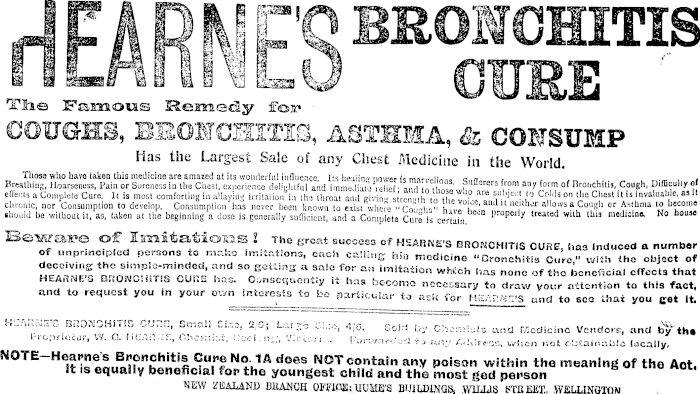 HEARNE'S BRONCHITIS
CURE
The Famous Remedy for
COUGHS, BRONCHITIS, ASTHMA, & CONSUMP
Has the Largest Sale of any Chest Medicine in the World.
Those who have taken this medicine are amazed at its wonderful influence. Its healing power is marvellous. Sufferers from any form of Bronchitis, Cough, Difficulty of
Breathing, Hoarseness, Pain or Soreness in the Chest, experience delightful and immediate relief; and to those who are subject to Colds on the Chest it is invaluable, as it
effects a Complete Cure. It is most comforting in allaying irritation in the throat and giving strength to the voice, and it neither allows a Cough or Asthma to become
chronic, nor Consumption to develop. Consumption has never been known to exist where "Coughs" have been properly treated with this medicine. No house
should be without it, as, taken at the beginning a dose is generally sufficient, and a Complete Cure is certain.
Beware of Imitations! The great success of HEARNE'S BRONCHITIS CURE, has induced a number
of unprincipled persons to make imitations, each calling his medicine "Bronchitis Cure," with the object of
deceiving the simple-minded, and so getting a sale for an imitation which has none of the beneficial effects that
HEARNE'S BRONCHITIS CURE has. Consequently it has become necessary to draw your attention to this fact,
and to request you in your own interests to be particular to ask for HEARNE'S and to see that you get it.
HEARNE'S BRONCHITIS CURE, Small Size, 2/6; Large Size, 4/6. Sold by Chemists and Medicine Vendors, and by the
Proprietor, W. G. HEARNE, Chemist, Geelong, Victoria. Forwarded to any Address, when not obtainable locally.
NOTE—Hearne's Bronchitis Cure No. 1A does NOT contain any poison within the meaning of the Act.
It is equally beneficial for the youngest child and the most ged person
NEW ZEALAND BRANCH OFFICE: HUME'S BUILDINGS, WILLIS STREET, WELLINGTON